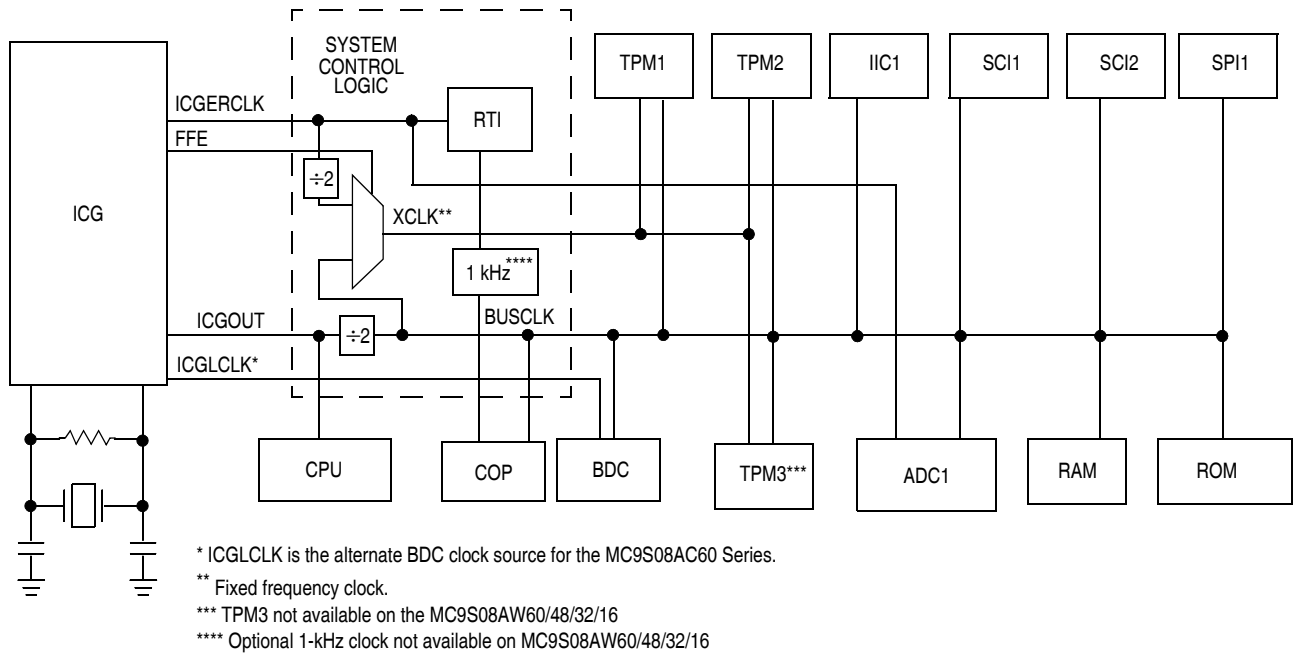 SYSTEM
CONTROL
LOGIC
TPM1
TPM2
IIC1
SCI1
SCI2
SPI1
ICGERCLK
RTI
FFE
÷2
ICG
XCLK**
1 kHz****
ICGOUT
÷2
BUSCLK
ICGLCLK*
CPU
COP
BDC
TPM3***
ADC1
RAM
ROM
* ICGLCLK is the alternate BDC clock source for the MC9S08AC60 Series.
** Fixed frequency clock.
*** TPM3 not available on the MC9S08AW60/48/32/16
**** Optional 1-kHz clock not available on MC9S08AW60/48/32/16